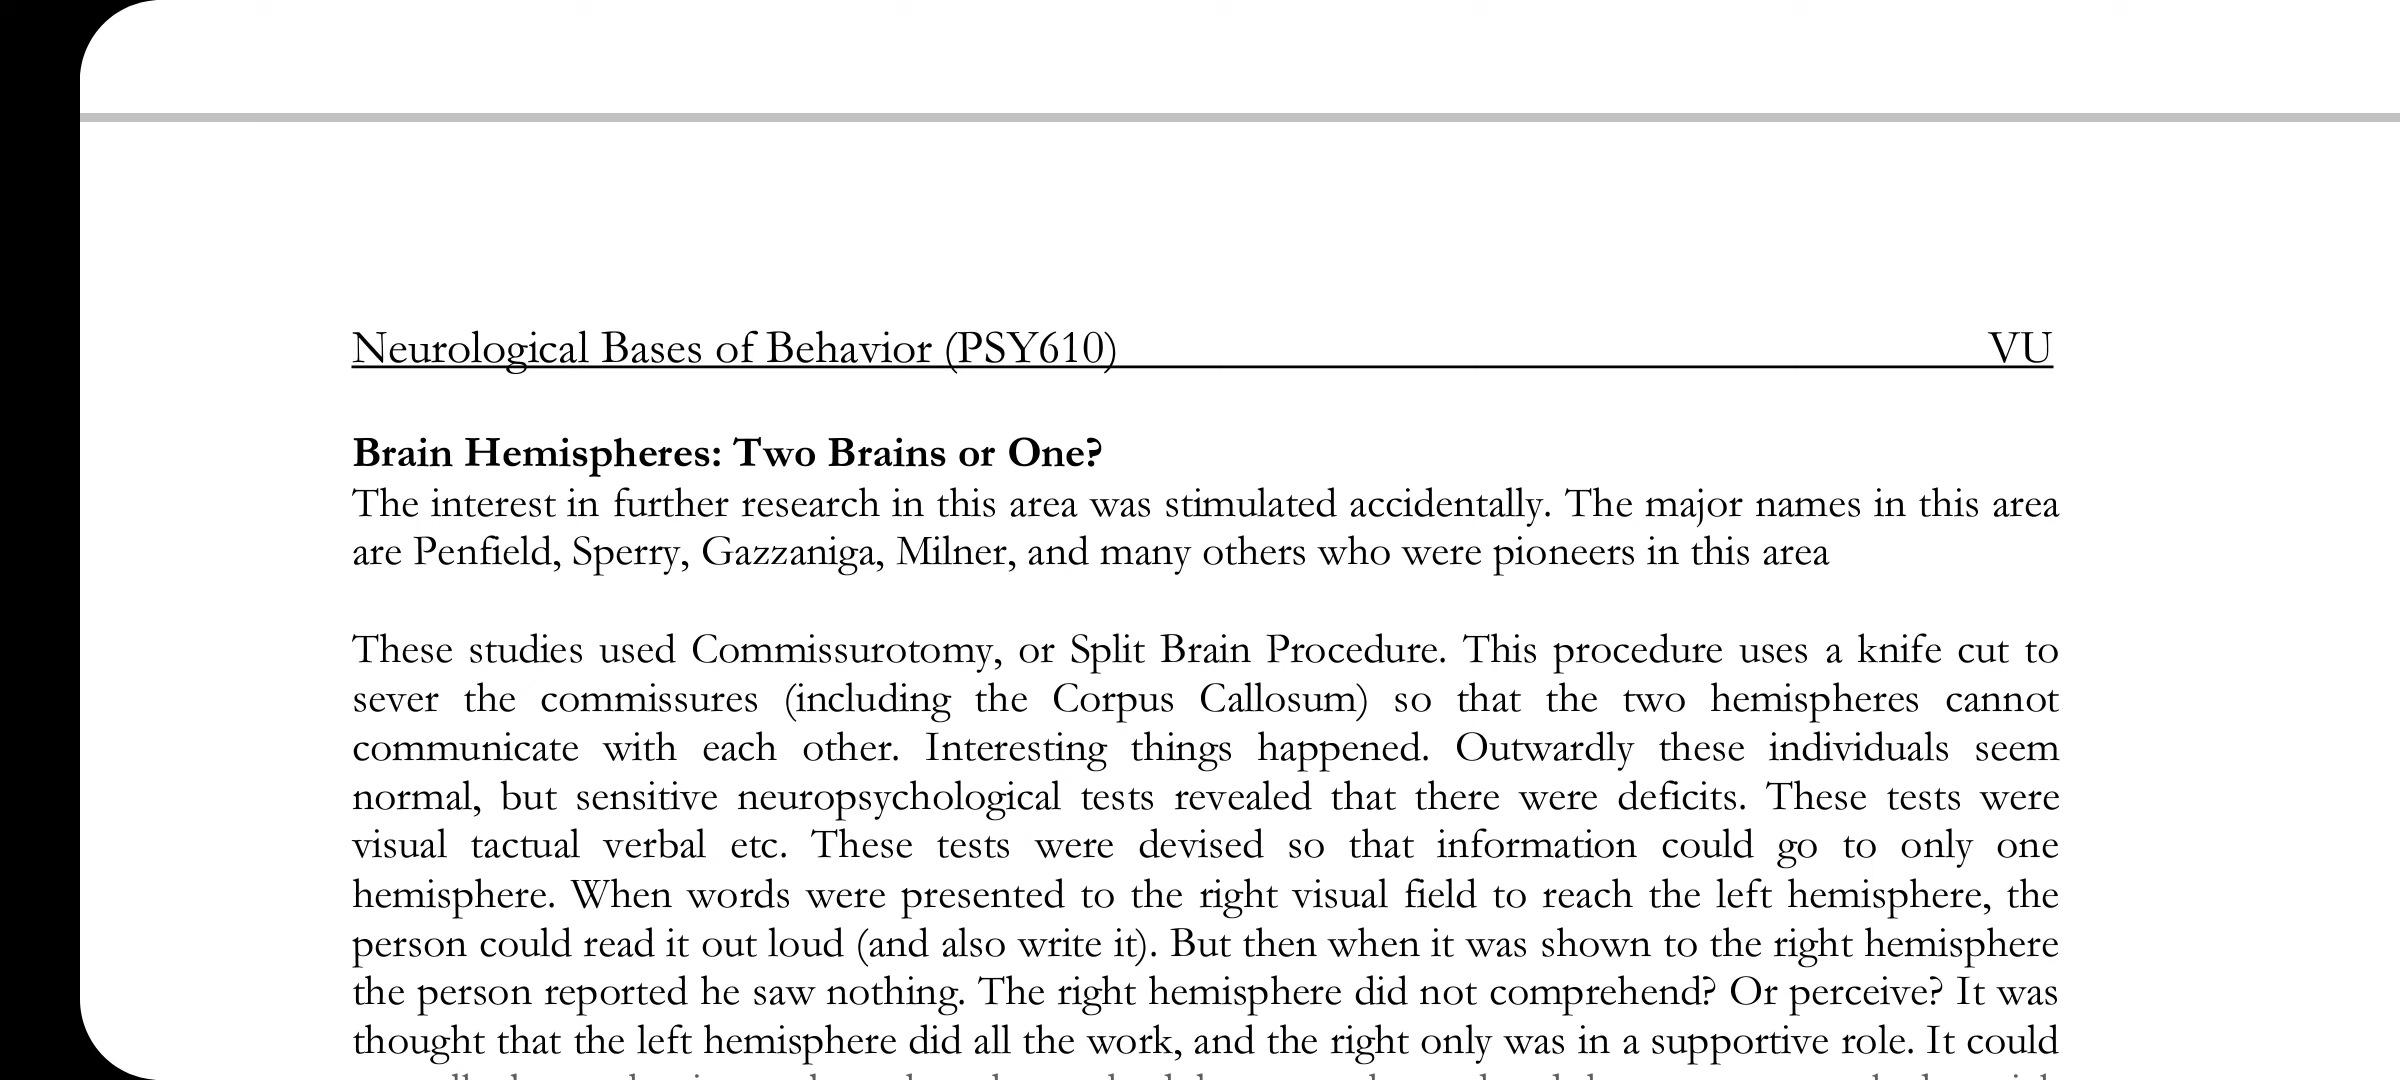 Neurological Bases of Behavior (PSY610) VU
Brain Hemispheres: Two Brains or One?
The interest in further research in this area was stimulated accidentally. The major names in this area
are Penfield, Sperry, Gazzaniga, Milner, and many others who were pioneers in this area
These studies used Commissurotomy, or Split Brain Procedure. This procedure uses a knife cut to
sever the commissures (including the Corpus Callosum) so that the two hemispheres cannot
communicate with each other. Interesting things happened. Outwardly these individuals seem
normal, but sensitive neuropsychological tests revealed that there were deficits. These tests were
visual tactual verbal etc. These tests were devised so that information could go to only one
hemisphere. When words were presented to the right visual field to reach the left hemisphere, the
person could read it out loud (and also write it). But then when it was shown to the right hemisphere
the person reported he saw nothing. The right hemisphere did not comprehend? Or perceive? It was
thought that the left hemisphere did all the work, and the right only was in a supportive role. It could